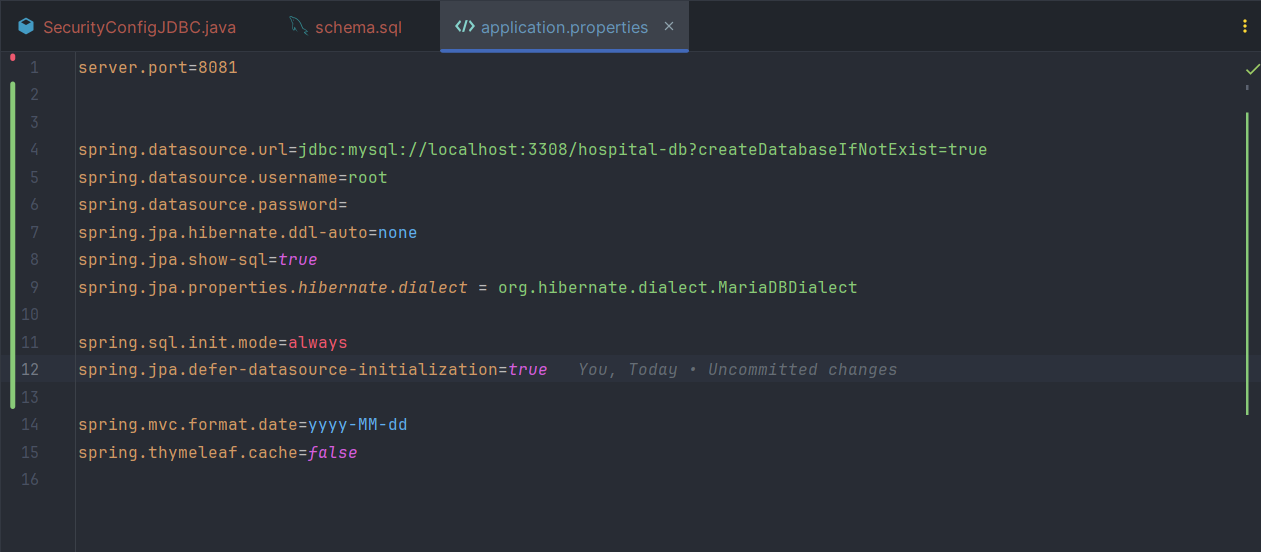 SecurityConfigJDBC.java schema.sql application.properties
1 server.port=8081
2
3
4 spring.datasource.url=jdbc:mysql://localhost:3308/hospital-db?createDatabaseIfNotExist=true
5 spring.datasource.username=root
6 spring.datasource.password=
7 spring.jpa.hibernate.ddl-auto=none
8 spring.jpa.show-sql=true
9 spring.jpa.properties.hibernate.dialect = org.hibernate.dialect.MariaDBDialect
10
11 spring.sql.init.mode=always
12 spring.jpa.defer-datasource-initialization=true You, Today • Uncommitted changes
13
14 spring.mvc.format.date=yyyy-MM-dd
15 spring.thymeleaf.cache=false
16